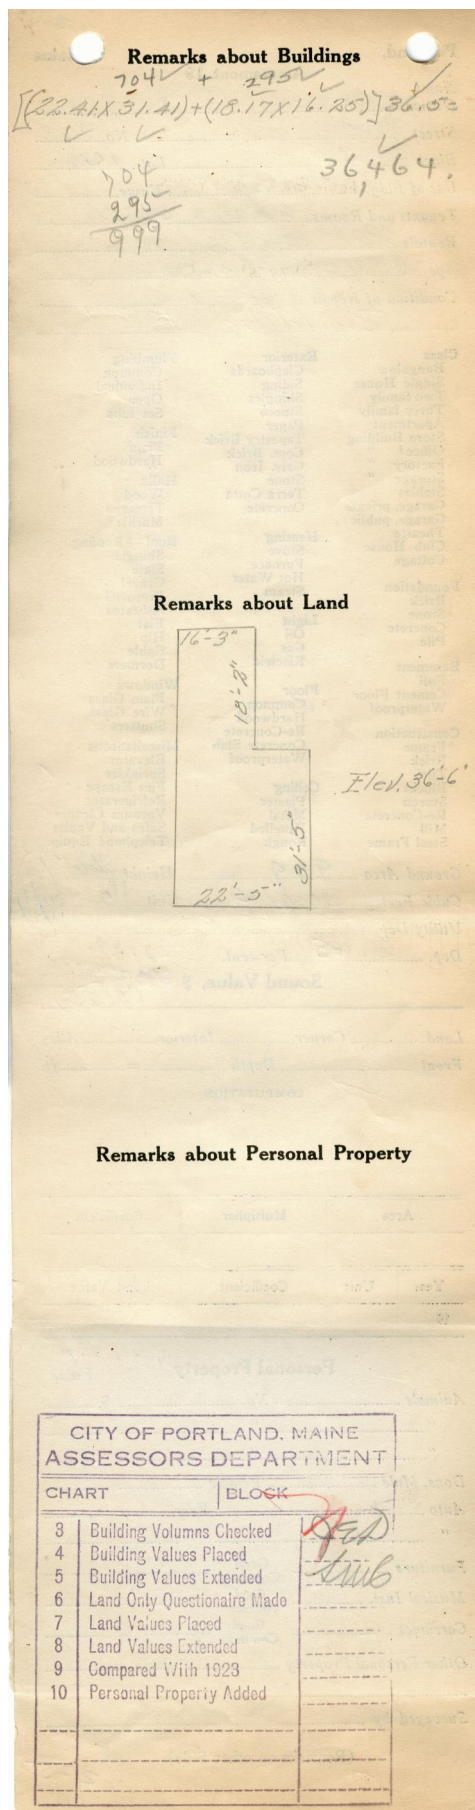 Remarks about Buildings
704 ✓ + 295 ✓
[(22.41 X 31.41) + (18.17 X 16.25)] 36.5 =
36,464.
704
295
999
Remarks about Land
16'-3"
18'-2"
Elev. 36'-6"
31'-5"
22'-5"
Remarks about Personal Property
CITY OF PORTLAND, MAINE
ASSESSORS DEPARTMENT
CHART BLOCK
3 Building Volumns Checked
4 Building Values Placed
5 Building Values Extended
6 Land Only Questionaire Made
7 Land Values Placed
8 Land Values Extended
9 Compared With 1923
10 Personal Property Added